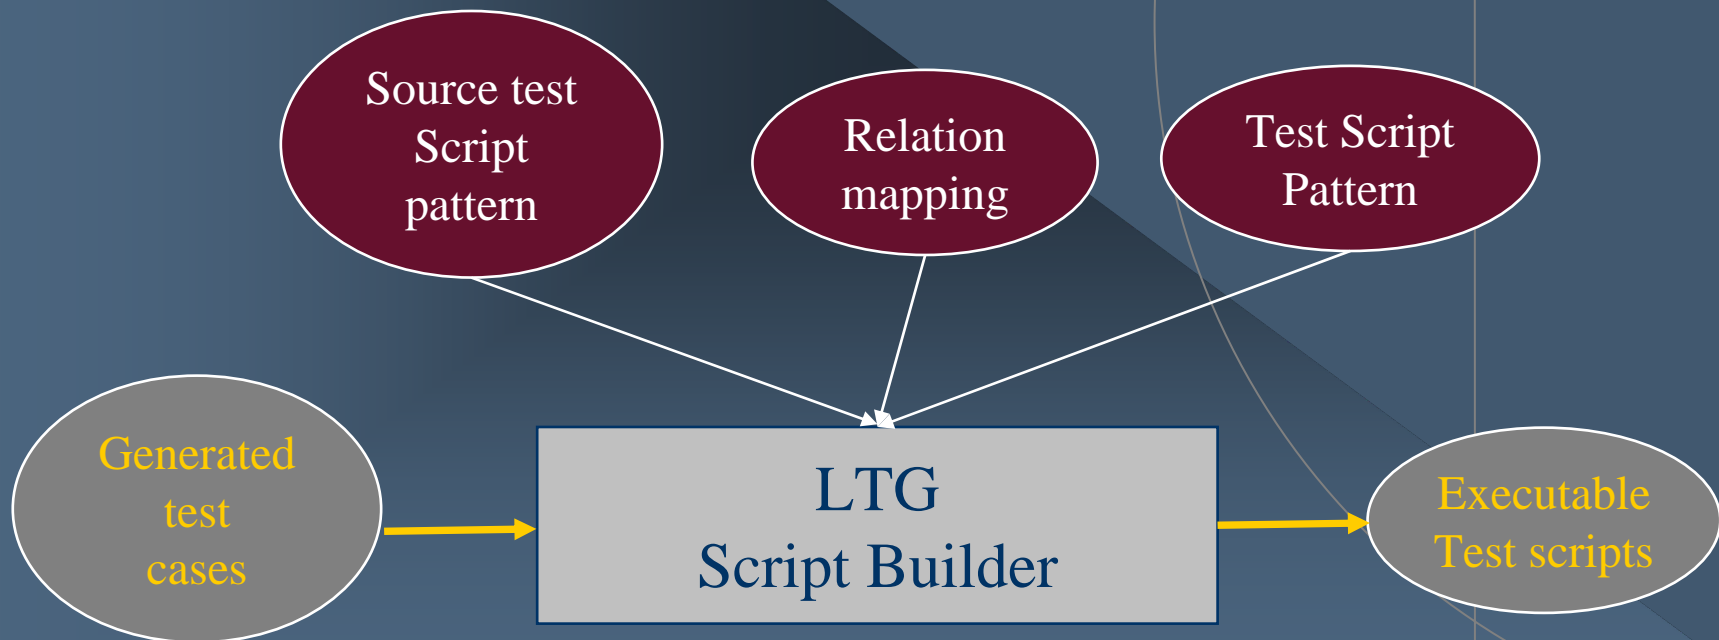 Source test
Script
pattern
Relation
mapping
Test Script
Pattern
Generated
test
cases
LTG
Script Builder
Executable
Test scripts